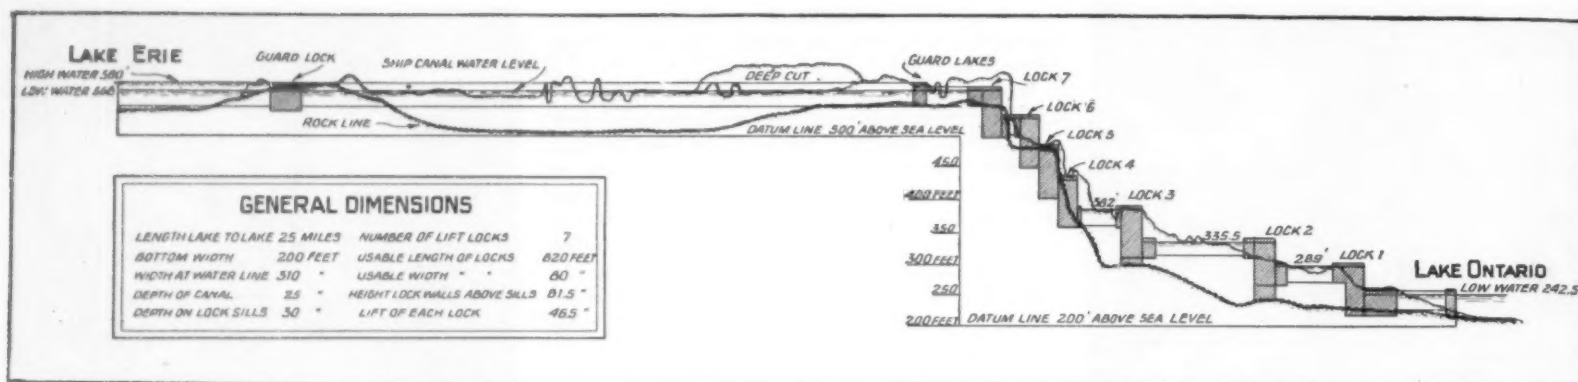 LAKE ERIE
HIGH WATER 580'
LOW WATER 568
GUARD LOCK
SHIP CANAL WATER LEVEL
DEEP CUT
GUARD LAKES
LOCK 7
LOCK 6
ROCK LINE
DATUM LINE 500' ABOVE SEA LEVEL
LOCK 5
450
LOCK 4
400 FEET
LOCK 3
382'
350
335.5
LOCK 2
300 FEET
289'
LOCK 1
LAKE ONTARIO
LOW WATER 242.5
250
200 FEET
DATUM LINE 200' ABOVE SEA LEVEL
GENERAL DIMENSIONS
LENGTH LAKE TO LAKE 25 MILES NUMBER OF LIFT LOCKS 7
BOTTOM WIDTH 200 FEET USABLE LENGTH OF LOCKS 820 FEET
WIDTH AT WATER LINE 310 " USABLE WIDTH " " 80 "
DEPTH OF CANAL 25 " HEIGHT LOCK WALLS ABOVE SILLS 81.5 "
DEPTH ON LOCK SILLS 30 " LIFT OF EACH LOCK 46.5 "